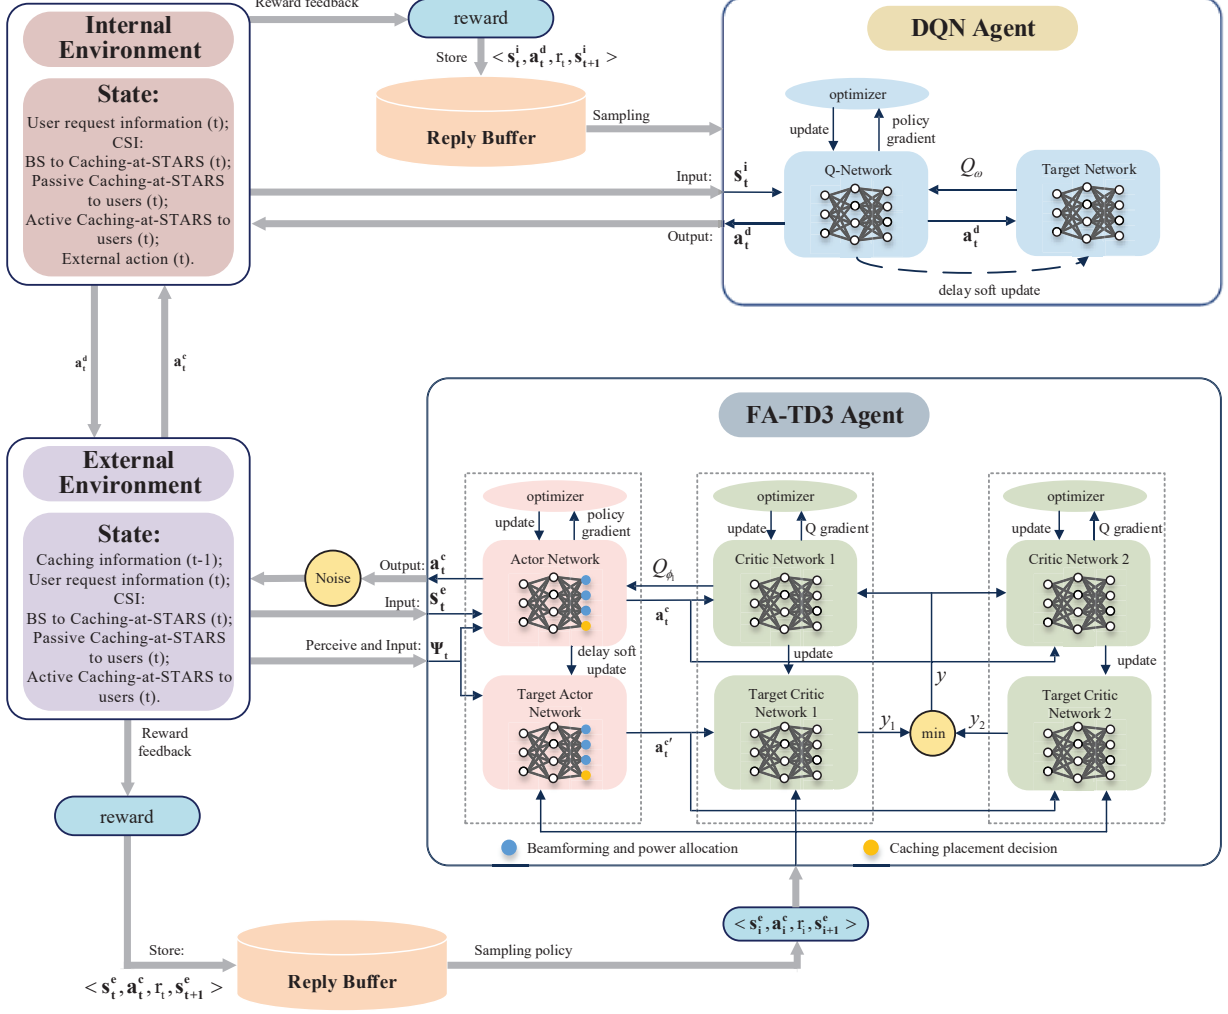 Reward feedback
Internal
Environment
State:
User request information (t);
CSI:
BS to Caching-at-STARS (t);
Passive Caching-at-STARS
to users (t);
Active Caching-at-STARS to
users (t);
External action (t).
reward
Store < s_t^i, a_t^d, r_t, s_{t+1}^i >
Reply Buffer
Sampling
Input: s_t^i
Output: a_t^d
DQN Agent
optimizer
update
policy
gradient
Q-Network
Q_ω
a_t^d
Target Network
delay soft update
a_t^d
a_t^c
External
Environment
State:
Caching information (t-1);
User request information (t);
CSI:
BS to Caching-at-STARS (t);
Passive Caching-at-STARS
to users (t);
Active Caching-at-STARS to
users (t).
Noise
Output: a_t^c
Input: s_t^e
Perceive and Input: Ψ_t
FA-TD3 Agent
optimizer
update
policy
gradient
Actor Network
delay soft
update
Target Actor
Network
Q_{ϕ_1}
a_t^c
a_t^{c'}
optimizer
update
Q gradient
Critic Network 1
update
Target Critic
Network 1
y_1
min
y_2
y
optimizer
update
Q gradient
Critic Network 2
update
Target Critic
Network 2
Beamforming and power allocation
Caching placement decision
Reward
feedback
reward
Store:
< s_t^e, a_t^c, r_t, s_{t+1}^e >
Reply Buffer
Sampling policy
< s_i^e, a_i^c, r_i, s_{i+1}^e >